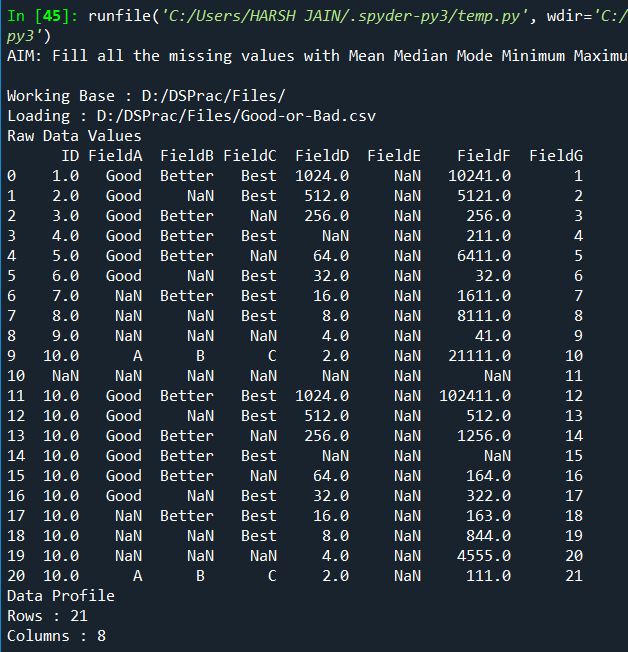 In [45]: runfile('C:/Users/HARSH JAIN/.spyder-py3/temp.py', wdir='C:/
py3')
AIM: Fill all the missing values with Mean Median Mode Minimum Maximu

Working Base : D:/DSPrac/Files/
Loading : D:/DSPrac/Files/Good-or-Bad.csv
Raw Data Values
      ID FieldA  FieldB FieldC  FieldD  FieldE    FieldF  FieldG
0    1.0   Good  Better   Best  1024.0     NaN   10241.0       1
1    2.0   Good     NaN   Best   512.0     NaN    5121.0       2
2    3.0   Good  Better    NaN   256.0     NaN     256.0       3
3    4.0   Good  Better   Best     NaN     NaN     211.0       4
4    5.0   Good  Better    NaN    64.0     NaN    6411.0       5
5    6.0   Good     NaN   Best    32.0     NaN      32.0       6
6    7.0    NaN  Better   Best    16.0     NaN    1611.0       7
7    8.0    NaN     NaN   Best     8.0     NaN    8111.0       8
8    9.0    NaN     NaN    NaN     4.0     NaN      41.0       9
9   10.0      A       B      C     2.0     NaN   21111.0      10
10   NaN    NaN     NaN    NaN     NaN     NaN       NaN      11
11  10.0   Good  Better   Best  1024.0     NaN  102411.0      12
12  10.0   Good     NaN   Best   512.0     NaN     512.0      13
13  10.0   Good  Better    NaN   256.0     NaN    1256.0      14
14  10.0   Good  Better   Best     NaN     NaN       NaN      15
15  10.0   Good  Better    NaN    64.0     NaN     164.0      16
16  10.0   Good     NaN   Best    32.0     NaN     322.0      17
17  10.0    NaN  Better   Best    16.0     NaN     163.0      18
18  10.0    NaN     NaN   Best     8.0     NaN     844.0      19
19  10.0    NaN     NaN    NaN     4.0     NaN    4555.0      20
20  10.0      A       B      C     2.0     NaN     111.0      21
Data Profile
Rows : 21
Columns : 8